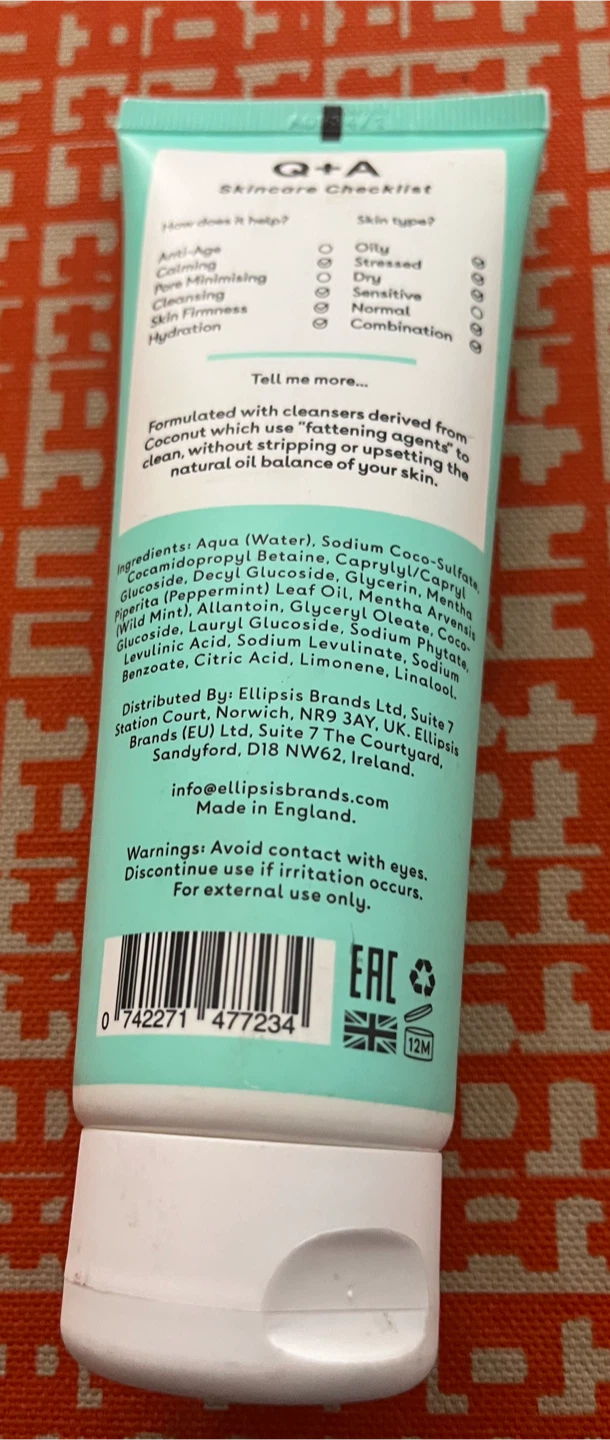 Q+A
Skincare Checklist
How does it help? Skin type?
Anti-Age Oily
Calming Stressed
Pore Minimising Dry
Cleansing Sensitive
Skin Firmness Normal
Hydration Combination
Tell me more...
Formulated with cleansers derived from
Coconut which use "fattening agents" to
clean, without stripping or upsetting the
natural oil balance of your skin.
Ingredients: Aqua (Water), Sodium Coco-Sulfate,
Cocamidopropyl Betaine, Caprylyl/Capryl
Glucoside, Decyl Glucoside, Glycerin, Mentha
Piperita (Peppermint) Leaf Oil, Mentha Arvensis
(Wild Mint), Allantoin, Glyceryl Oleate, Coco-
Glucoside, Lauryl Glucoside, Sodium Phytate,
Levulinic Acid, Sodium Levulinate, Sodium
Benzoate, Citric Acid, Limonene, Linalool.
Distributed By: Ellipsis Brands Ltd, Suite 7
Station Court, Norwich, NR9 3AY, UK. Ellipsis
Brands (EU) Ltd, Suite 7 The Courtyard,
Sandyford, D18 NW62, Ireland.
info@ellipsisbrands.com
Made in England.
Warnings: Avoid contact with eyes.
Discontinue use if irritation occurs.
For external use only.
EAC
12M
0 742271 477234